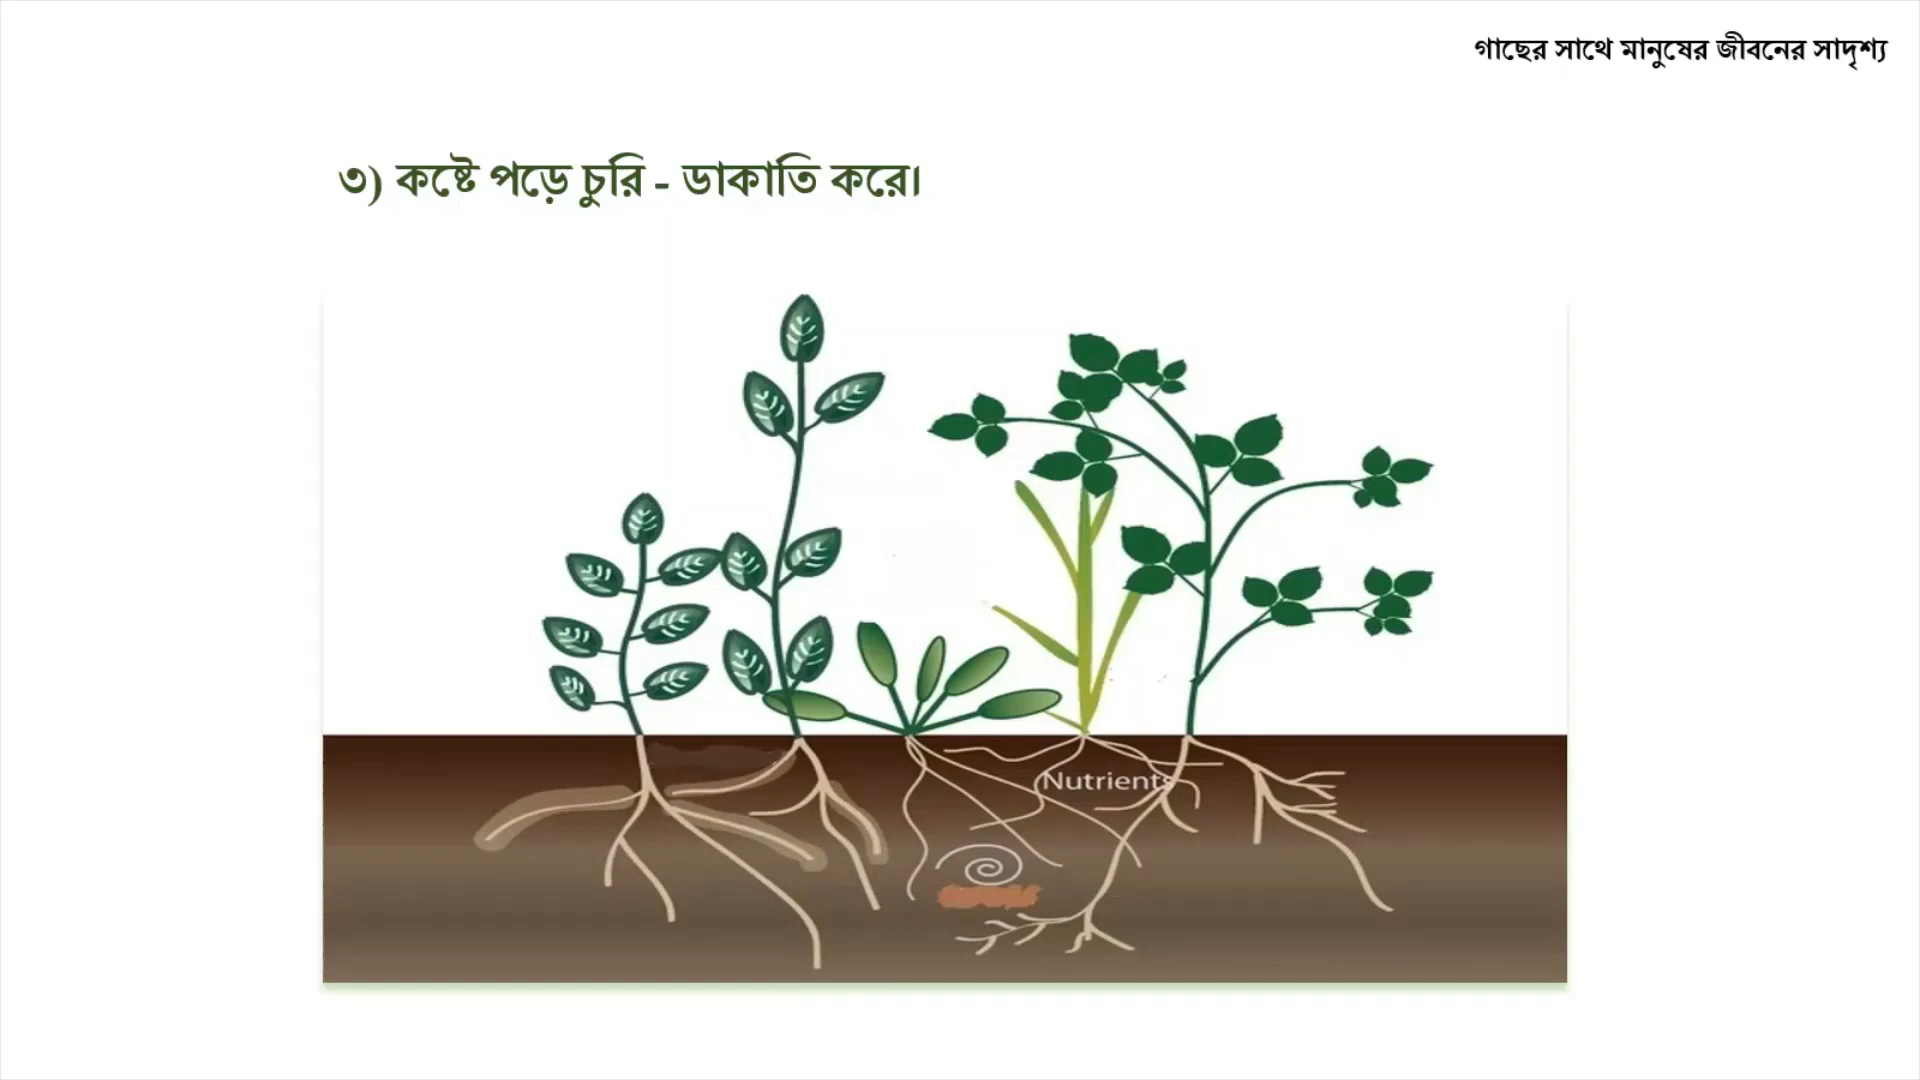 গাছের সাথে মানুষের জীবনের সাদৃশ্য
৩) কষ্টে পড়ে চুরি - ডাকাতি করে।
Nutrients